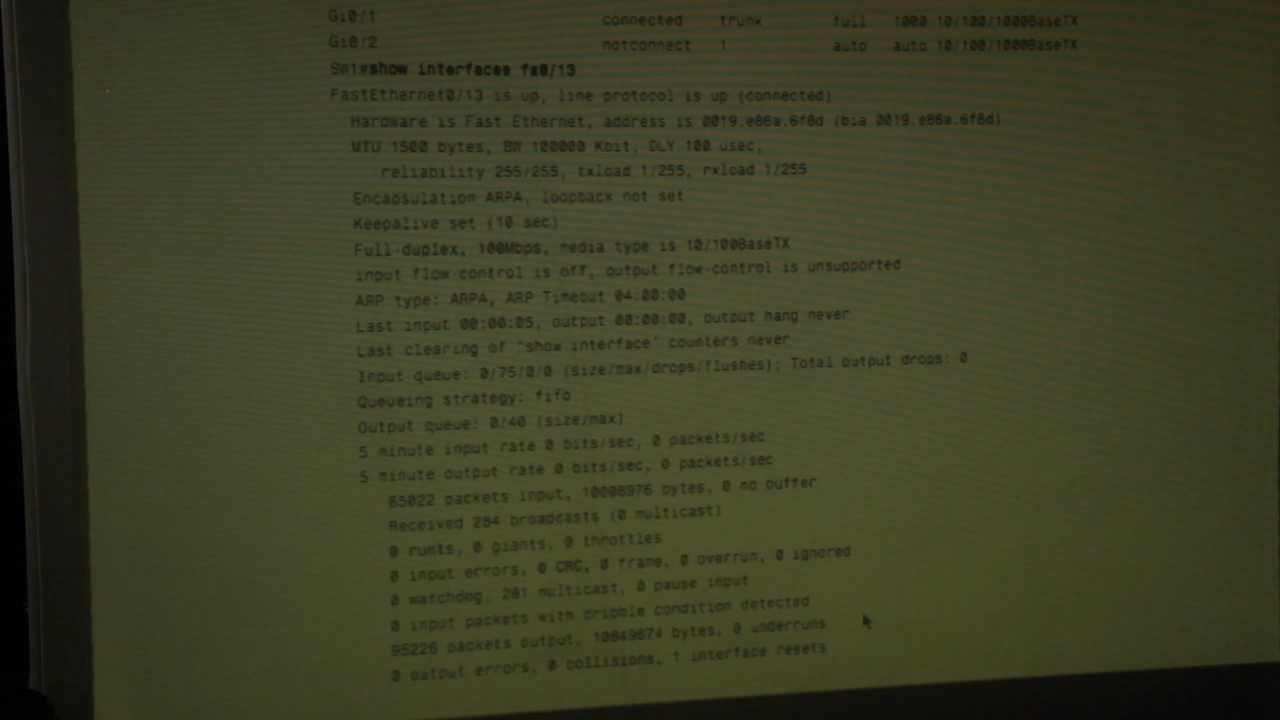 Gi0/1 connected trunk full 1000 10/100/1000BaseTX
Gi0/2 notconnect 1 auto auto 10/100/1000BaseTX
SW1#show interfaces fa0/13
FastEthernet0/13 is up, line protocol is up (connected)
Hardware is Fast Ethernet, address is 0019.e86a.6f8d (bia 0019.e86a.6f8d)
MTU 1500 bytes, BW 100000 Kbit, DLY 100 usec,
reliability 255/255, txload 1/255, rxload 1/255
Encapsulation ARPA, loopback not set
Keepalive set (10 sec)
Full-duplex, 100Mbps, media type is 10/100BaseTX
input flow-control is off, output flow-control is unsupported
ARP type: ARPA, ARP Timeout 04:00:00
Last input 00:00:05, output 00:00:00, output hang never
Last clearing of "show interface" counters never
Input queue: 0/75/0/0 (size/max/drops/flushes); Total output drops: 0
Queueing strategy: fifo
Output queue: 0/40 (size/max)
5 minute input rate 0 bits/sec, 0 packets/sec
5 minute output rate 0 bits/sec, 0 packets/sec
85022 packets input, 10008976 bytes, 0 no buffer
Received 284 broadcasts (0 multicast)
0 runts, 0 giants, 0 throttles
0 input errors, 0 CRC, 0 frame, 0 overrun, 0 ignored
0 watchdog, 281 multicast, 0 pause input
0 input packets with dribble condition detected
95226 packets output, 10849674 bytes, 0 underruns
0 output errors, 0 collisions, 1 interface resets